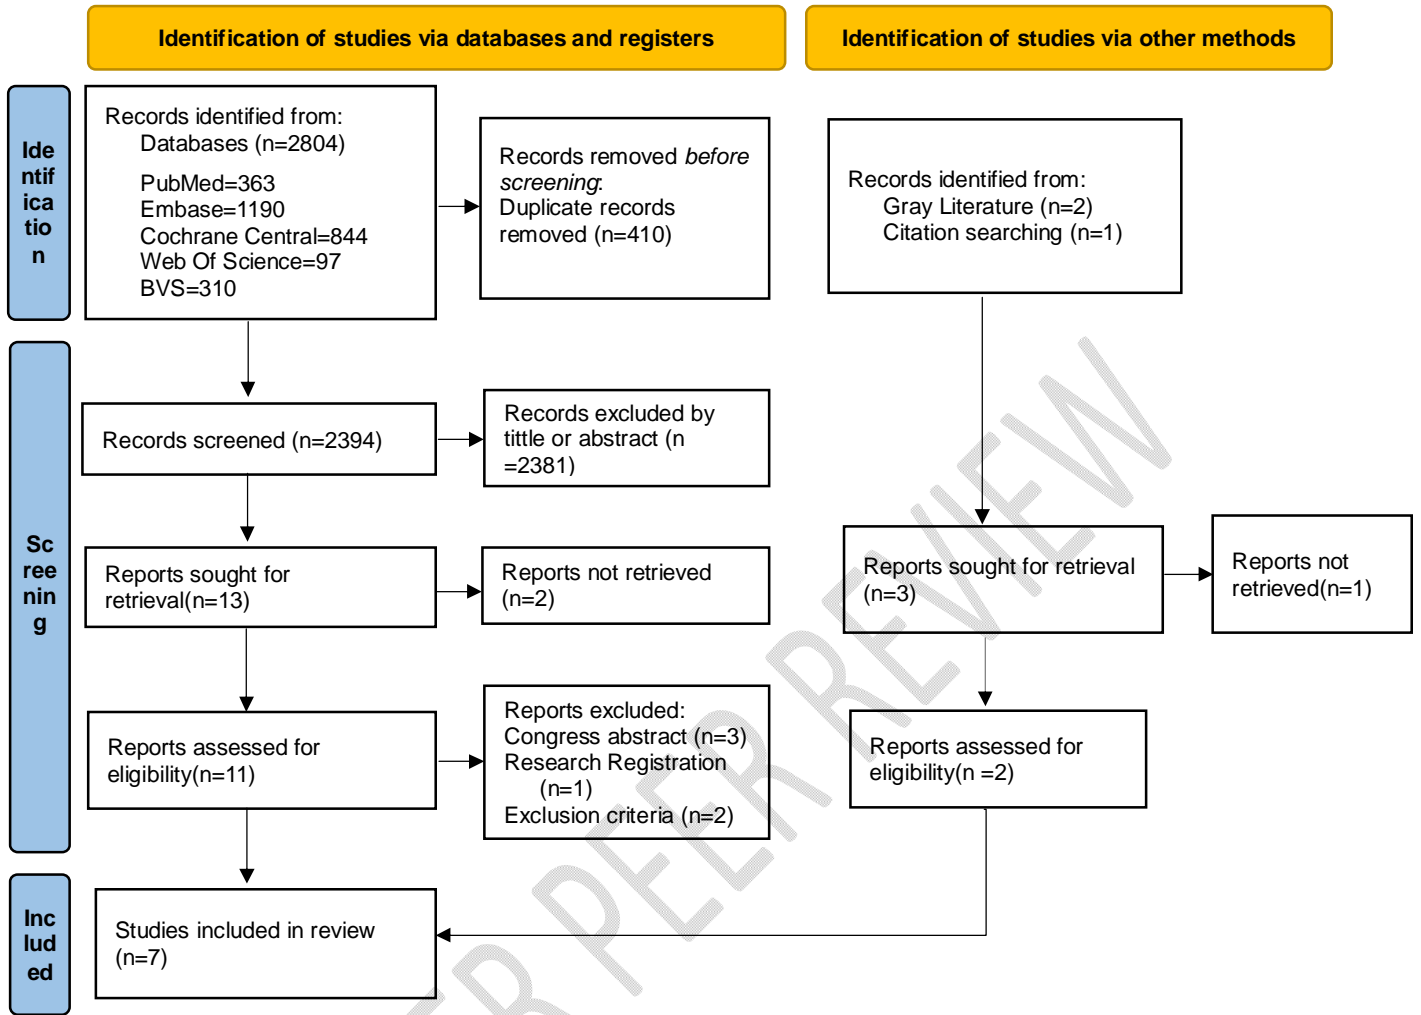 Identification of studies via databases and registers
Identification of studies via other methods
Ide
ntif
ica
tio
n
Records identified from:
Databases (n=2804)
PubMed=363
Embase=1190
Cochrane Central=844
Web Of Science=97
BVS=310
Records removed before
screening:
Duplicate records
removed (n=410)
Records identified from:
Gray Literature (n=2)
Citation searching (n=1)
Sc
ree
nin
g
Records screened (n=2394)
Records excluded by
tittle or abstract (n
=2381)
Reports sought for
retrieval(n=13)
Reports not retrieved
(n=2)
Reports sought for retrieval
(n=3)
Reports not
retrieved(n=1)
Reports assessed for
eligibility(n=11)
Reports excluded:
Congress abstract (n=3)
Research Registration
(n=1)
Exclusion criteria (n=2)
Reports assessed for
eligibility(n =2)
Inc
lud
ed
Studies included in review
(n=7)
PEER REVIEW